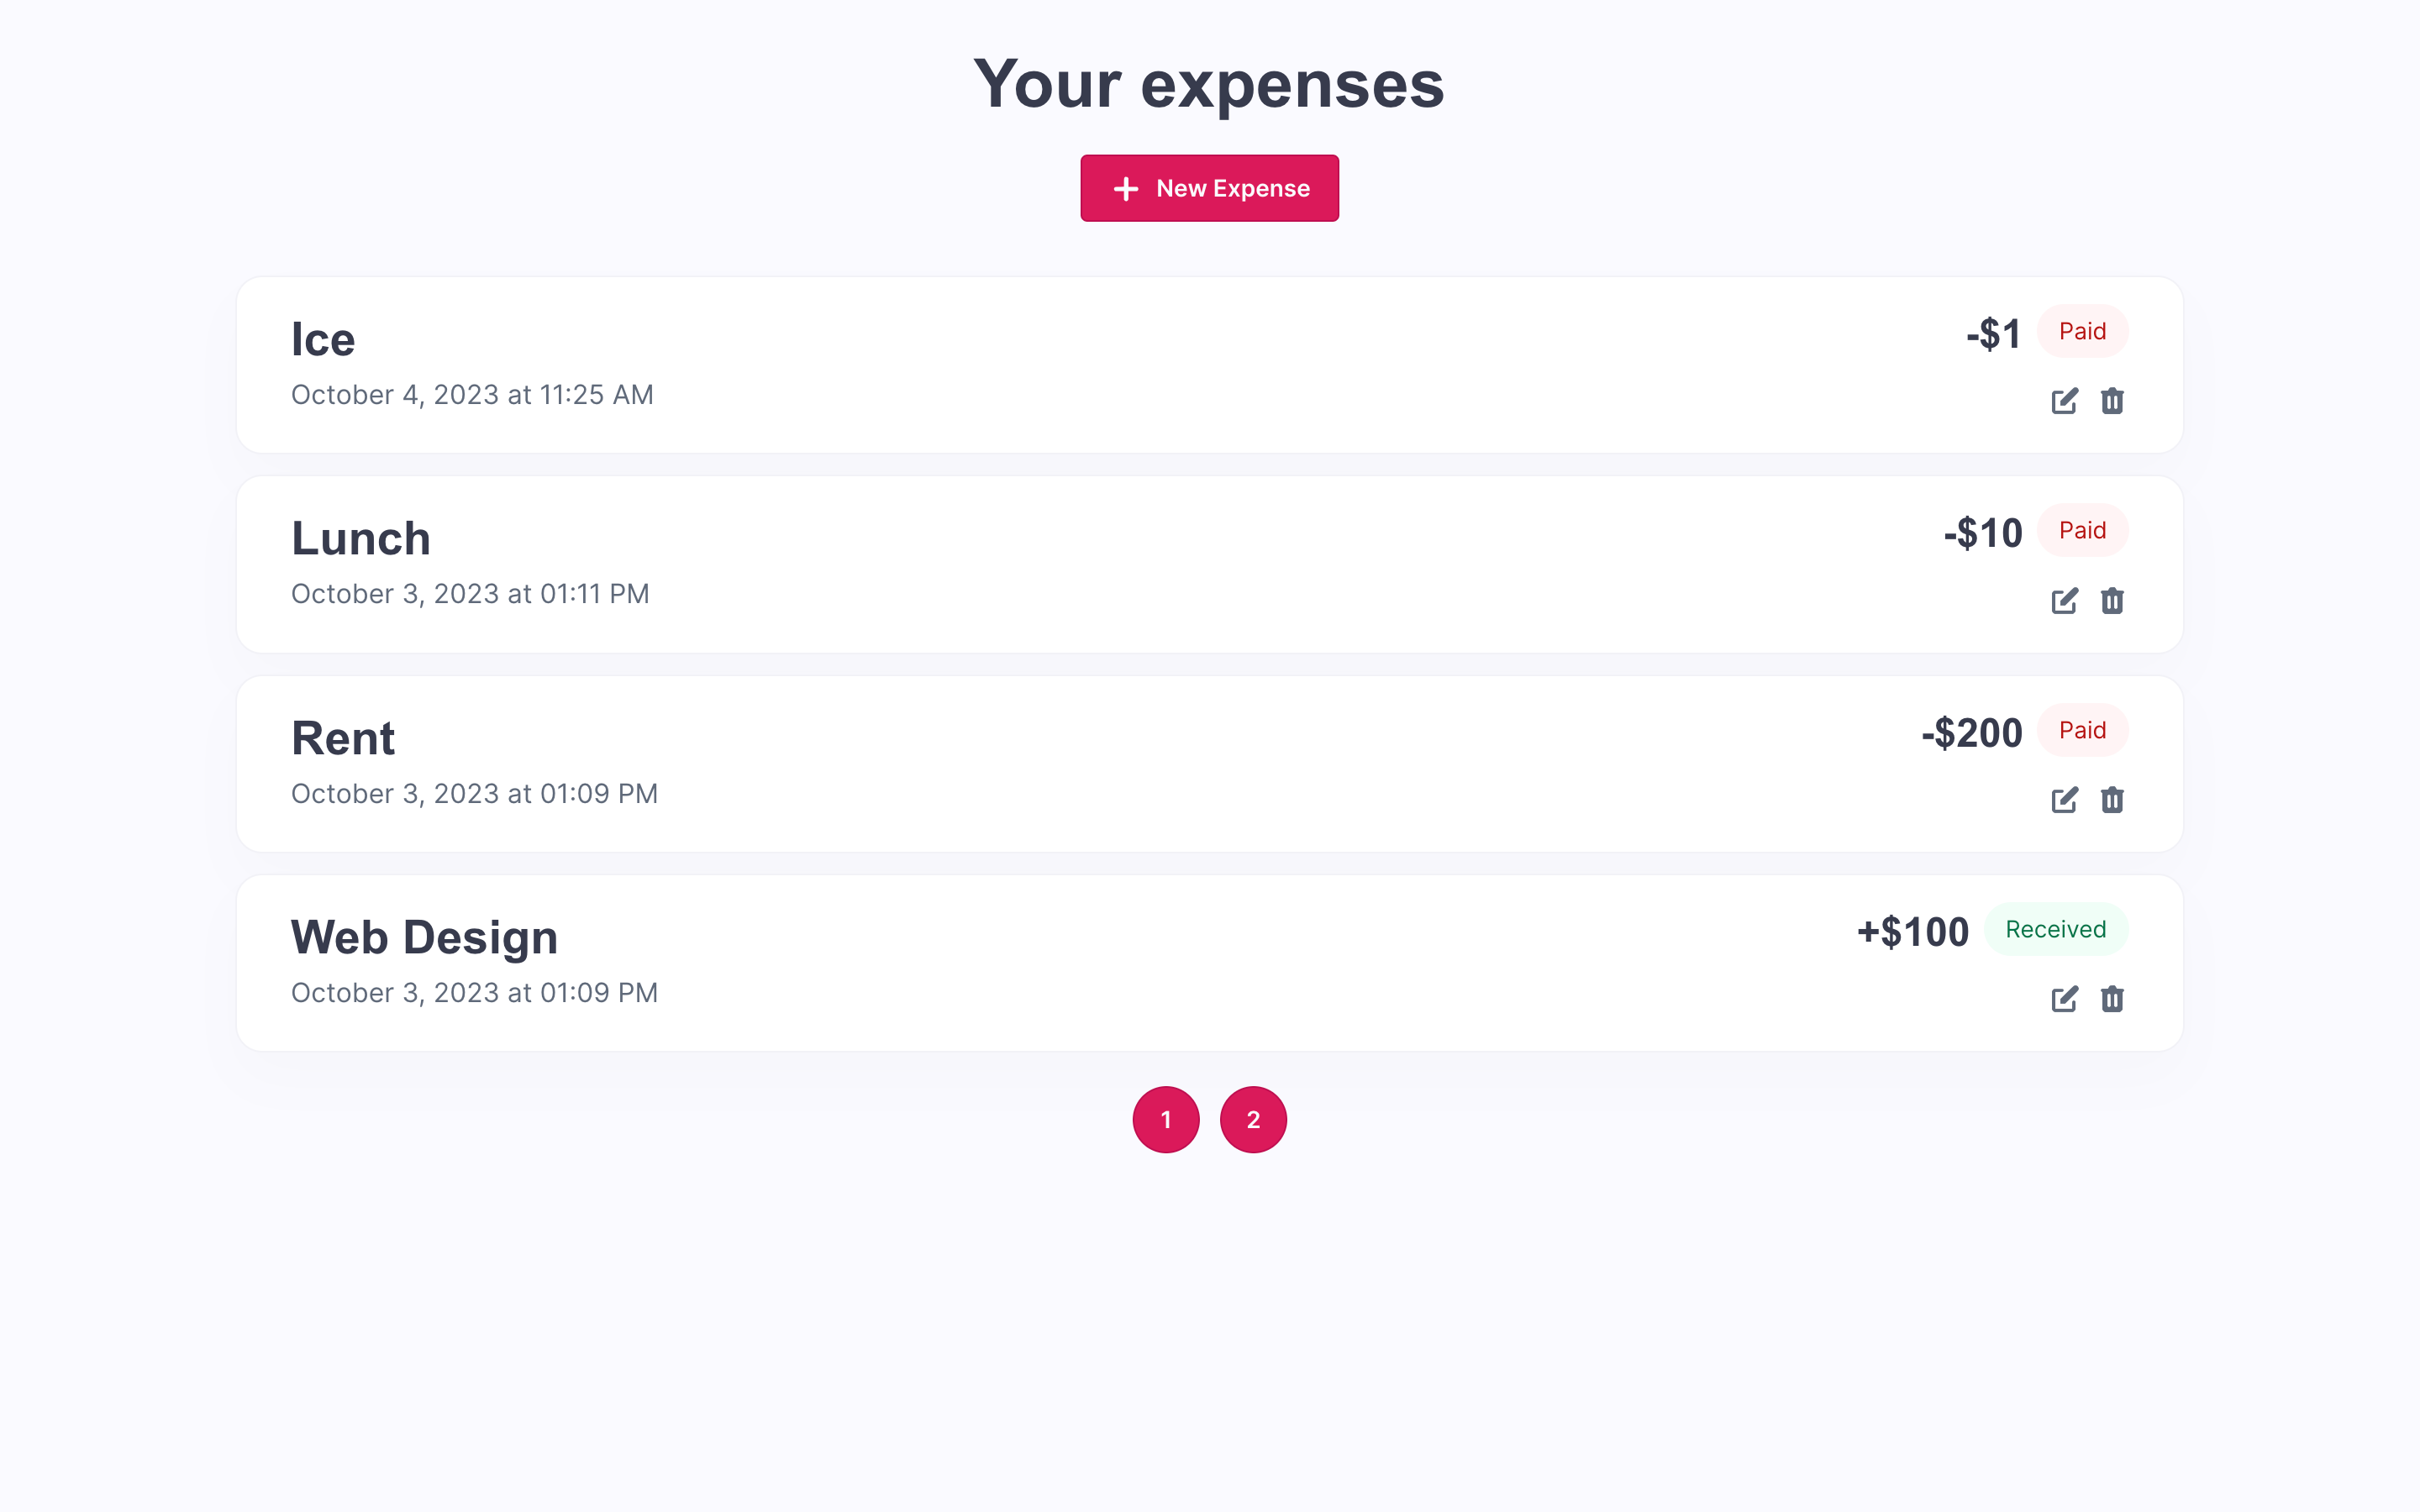 Your expenses
New Expense
Ice
-$1 Paid
October 4, 2023 at 11:25 AM
Lunch
-$10 Paid
October 3, 2023 at 01:11 PM
Rent
-$200 Paid
October 3, 2023 at 01:09 PM
Web Design
+$100 Received
October 3, 2023 at 01:09 PM
1 2